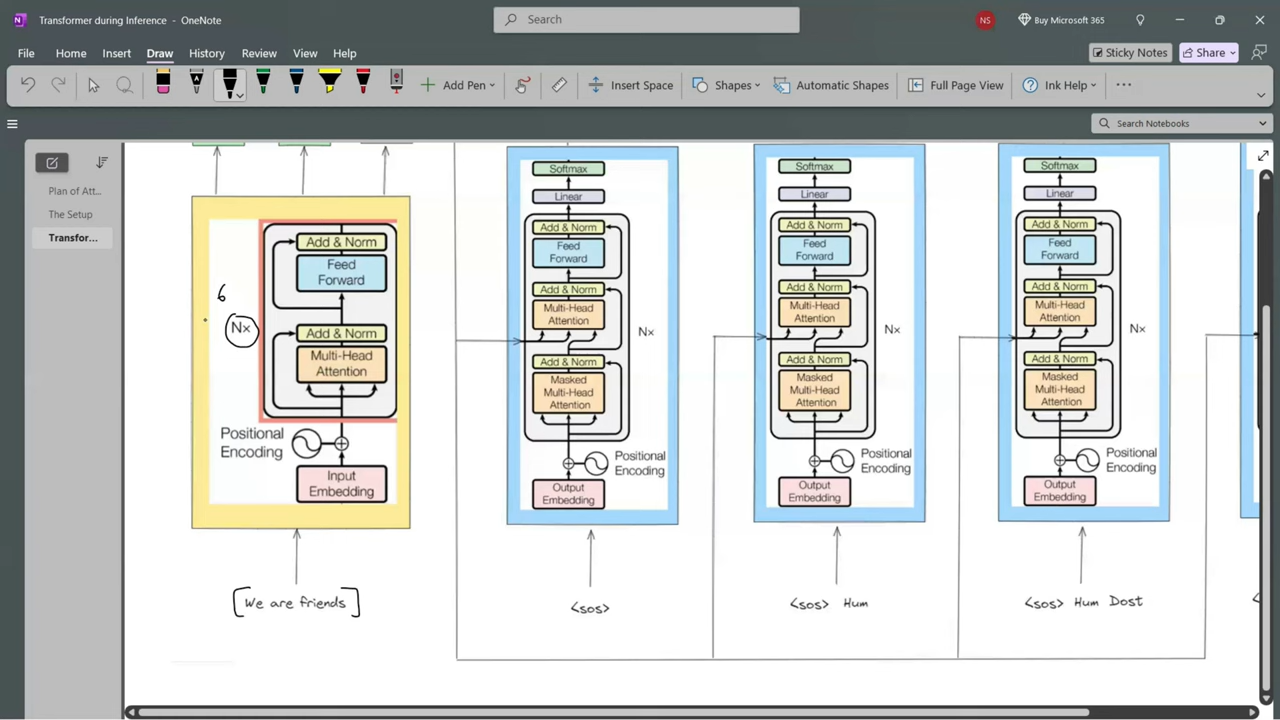 Transformer during Inference - OneNote
Search
NS
Buy Microsoft 365
File Home Insert Draw History Review View Help
Sticky Notes
Share
Add Pen
Insert Space
Shapes
Automatic Shapes
Full Page View
Ink Help
Search Notebooks
Plan of Att...
The Setup
Transfor...
Add & Norm
Feed
Forward
6
Nx
Add & Norm
Multi-Head
Attention
Positional
Encoding
Input
Embedding
[We are friends]
Softmax
Linear
Add & Norm
Feed
Forward
Add & Norm
Multi-Head
Attention
Nx
Add & Norm
Masked
Multi-Head
Attention
Positional
Encoding
Output
Embedding
<sos>
Softmax
Linear
Add & Norm
Feed
Forward
Add & Norm
Multi-Head
Attention
Nx
Add & Norm
Masked
Multi-Head
Attention
Positional
Encoding
Output
Embedding
<sos> Hum
Softmax
Linear
Add & Norm
Feed
Forward
Add & Norm
Multi-Head
Attention
Nx
Add & Norm
Masked
Multi-Head
Attention
Positional
Encoding
Output
Embedding
<sos> Hum Dost
<